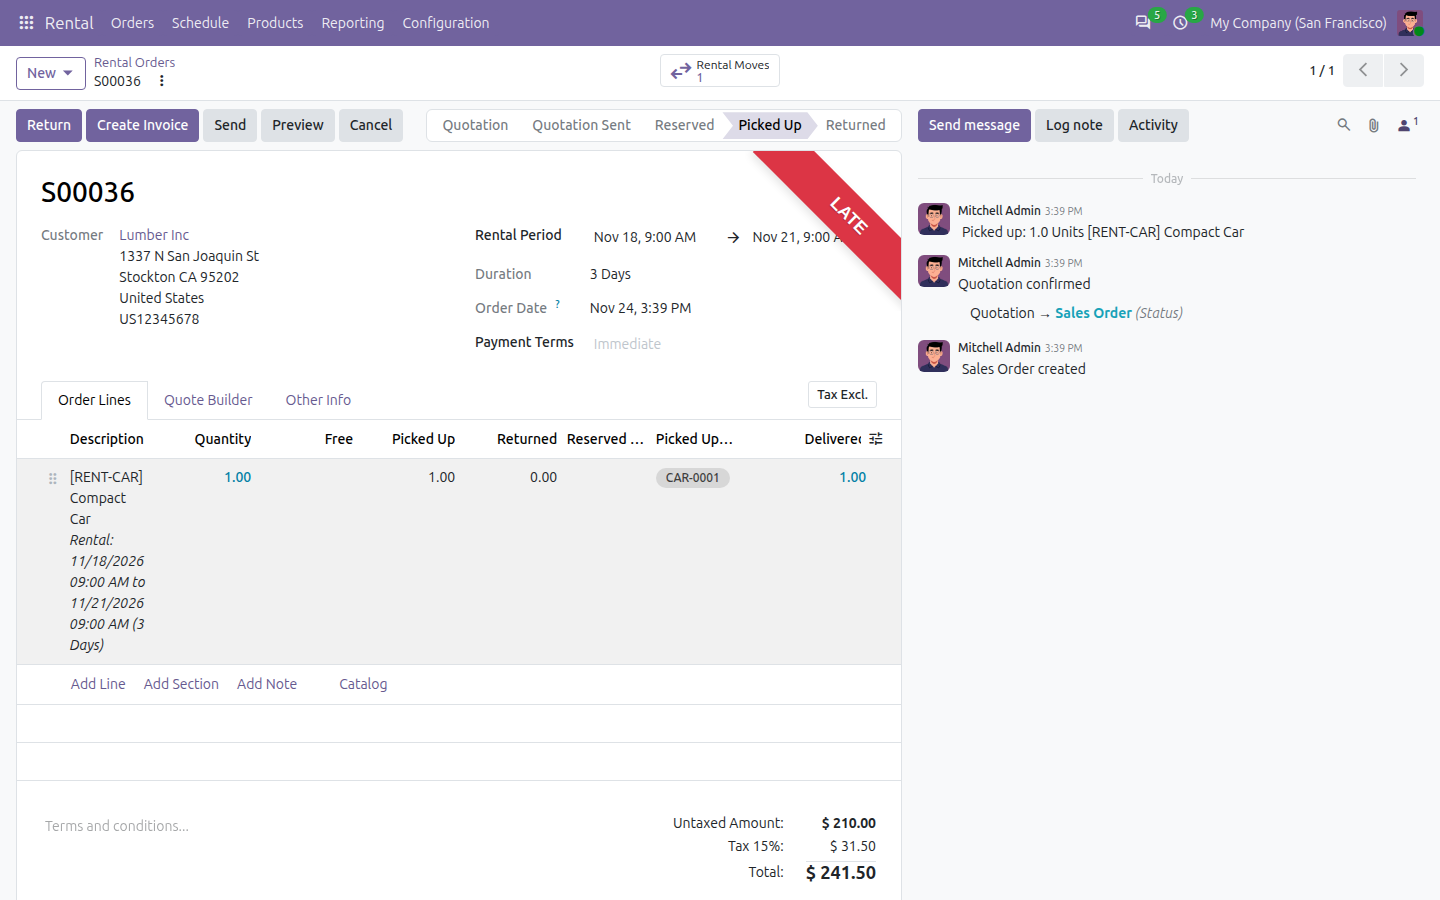 Rental Orders Schedule Products Reporting Configuration 5 3 My Company (San Francisco)
New Rental Orders S00036 Rental Moves 1 1 / 1
Return Create Invoice Send Preview Cancel Quotation Quotation Sent Reserved Picked Up Returned Send message Log note Activity 1
LATE
S00036
Customer Lumber Inc
1337 N San Joaquin St
Stockton CA 95202
United States
US12345678
Rental Period Nov 18, 9:00 AM → Nov 21, 9:00
Duration 3 Days
Order Date ? Nov 24, 3:39 PM
Payment Terms Immediate
Order Lines Quote Builder Other Info Tax Excl.
Description Quantity Free Picked Up Returned Reserved ... Picked Up... Delivered
[RENT-CAR] 1.00 1.00 0.00 CAR-0001 1.00
Compact
Car
Rental:
11/18/2026
09:00 AM to
11/21/2026
09:00 AM (3
Days)
Add Line Add Section Add Note Catalog
Terms and conditions...
Untaxed Amount: $ 210.00
Tax 15%: $ 31.50
Total: $ 241.50
Today
Mitchell Admin 3:39 PM
Picked up: 1.0 Units [RENT-CAR] Compact Car
Mitchell Admin 3:39 PM
Quotation confirmed
Quotation → Sales Order (Status)
Mitchell Admin 3:39 PM
Sales Order created